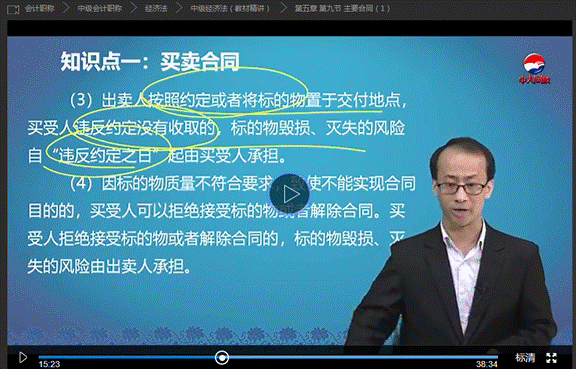 会计职称 中级会计职称 经济法 中级经济法（教材精讲） 第五章 第九节 主要合同（1）
知识点一：买卖合同
（3）出卖人按照约定或者将标的物置于交付地点，
买受人违反约定没有收取的，标的物毁损、灭失的风险
自“违反约定之日”起由买受人承担。
（4）因标的物质量不符合要求，致使不能实现合同
目的的，买受人可以拒绝接受标的物或者解除合同。买
受人拒绝接受标的物或者解除合同的，标的物毁损、灭
失的风险由出卖人承担。
15:23 38:34 标清